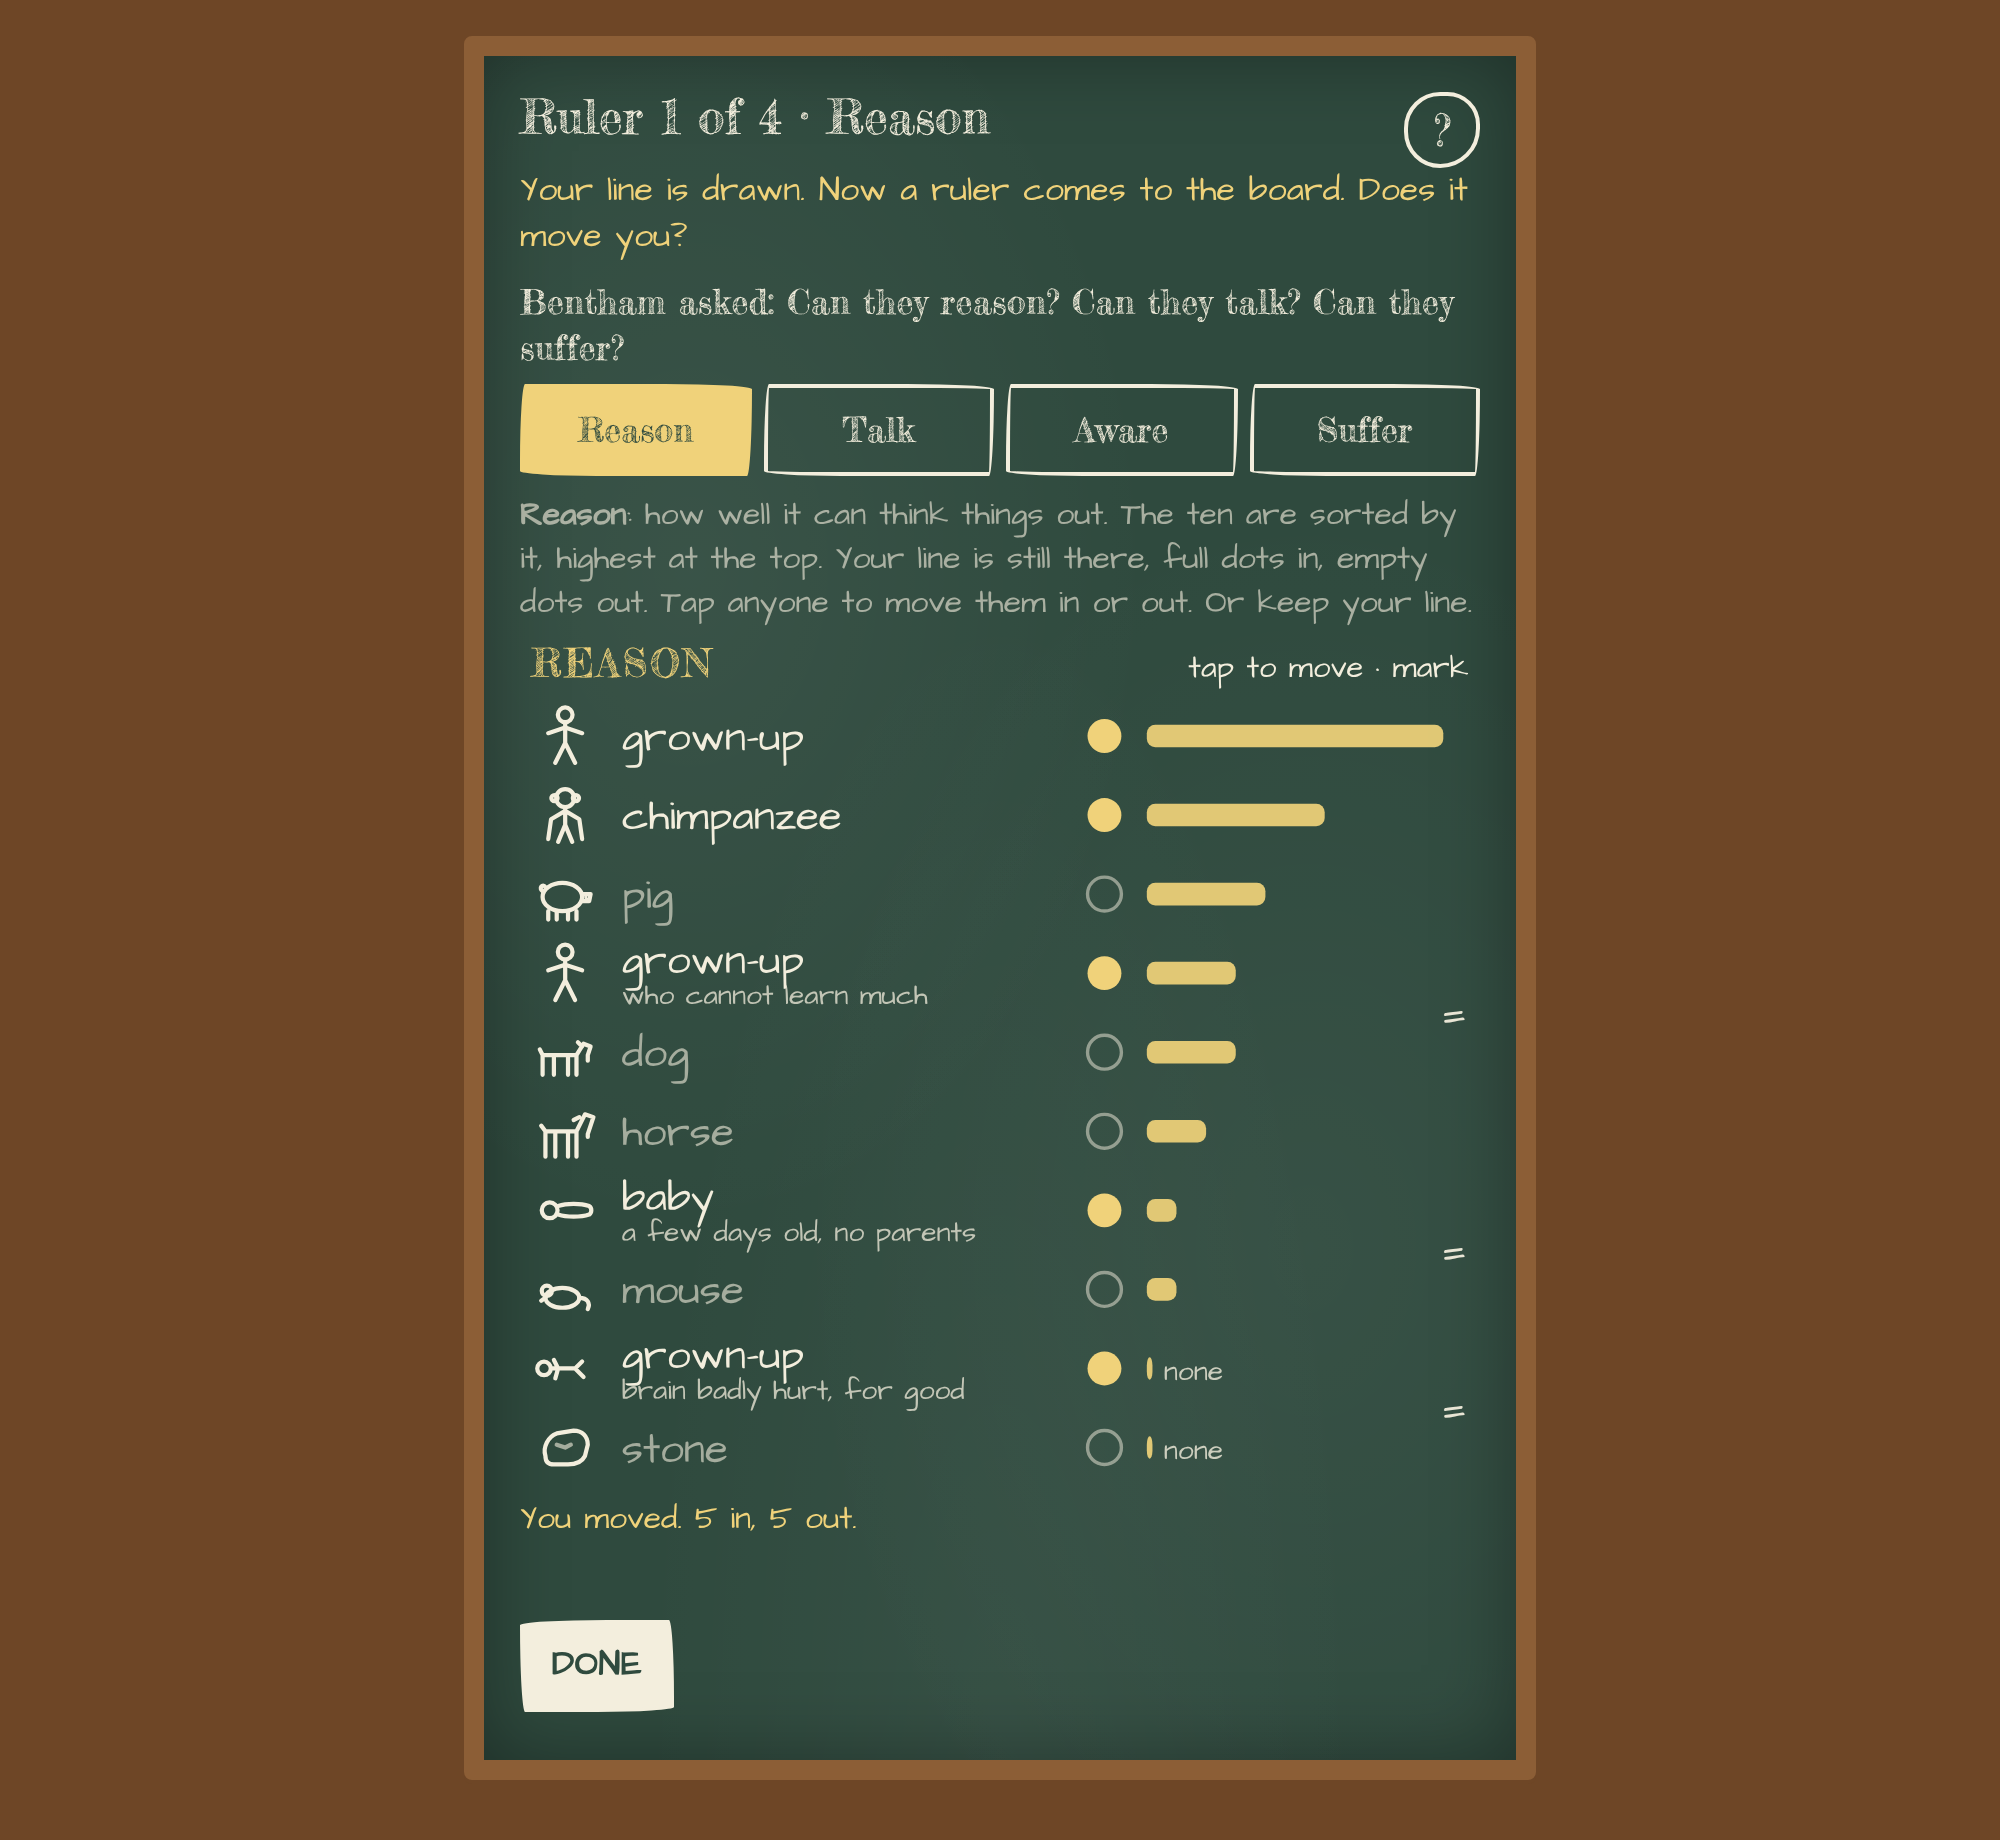 Ruler 1 of 4 · Reason
?
Your line is drawn. Now a ruler comes to the board. Does it
move you?
Bentham asked: Can they reason? Can they talk? Can they
suffer?
Reason Talk Aware Suffer
Reason: how well it can think things out. The ten are sorted by
it, highest at the top. Your line is still there, full dots in, empty
dots out. Tap anyone to move them in or out. Or keep your line.
REASON tap to move · mark
grown-up
chimpanzee
pig
grown-up
who cannot learn much
=
dog
horse
baby
a few days old, no parents
=
mouse
grown-up
brain badly hurt, for good
none
=
stone none
You moved. 5 in, 5 out.
DONE